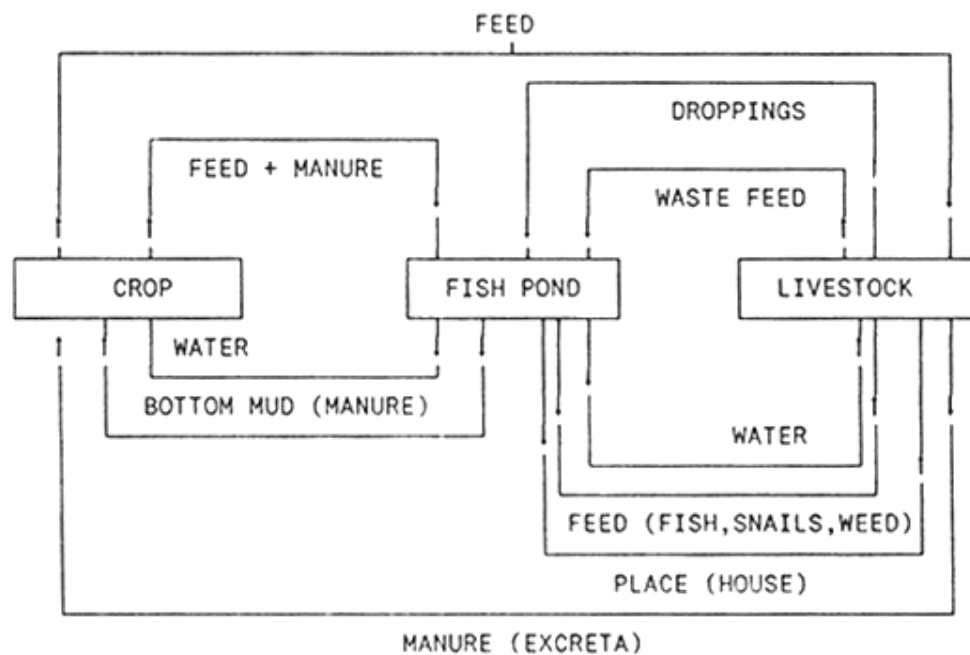 FEED
DROPPINGS
FEED + MANURE
WASTE FEED
CROP
FISH POND
LIVESTOCK
WATER
BOTTOM MUD (MANURE)
WATER
FEED (FISH,SNAILS,WEED)
PLACE (HOUSE)
MANURE (EXCRETA)